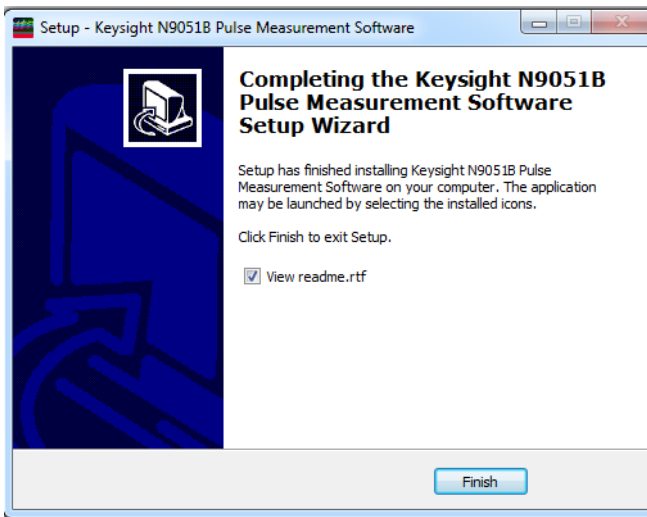 Setup - Keysight N9051B Pulse Measurement Software
Completing the Keysight N9051B
Pulse Measurement Software
Setup Wizard
Setup has finished installing Keysight N9051B Pulse
Measurement Software on your computer. The application
may be launched by selecting the installed icons.
Click Finish to exit Setup.
View readme.rtf
Finish